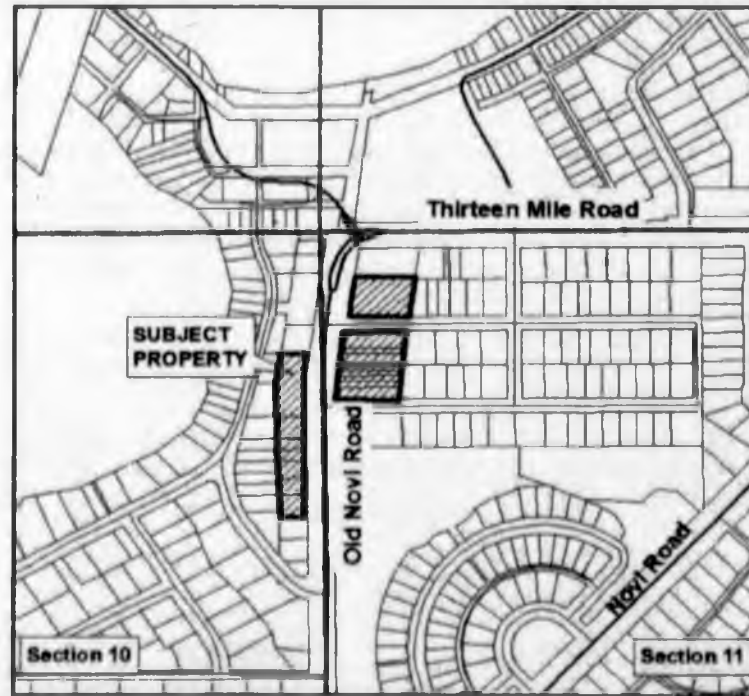 Thirteen Mile Road
SUBJECT
PROPERTY
Old Novi Road
Novi Road
Section 10
Section 11